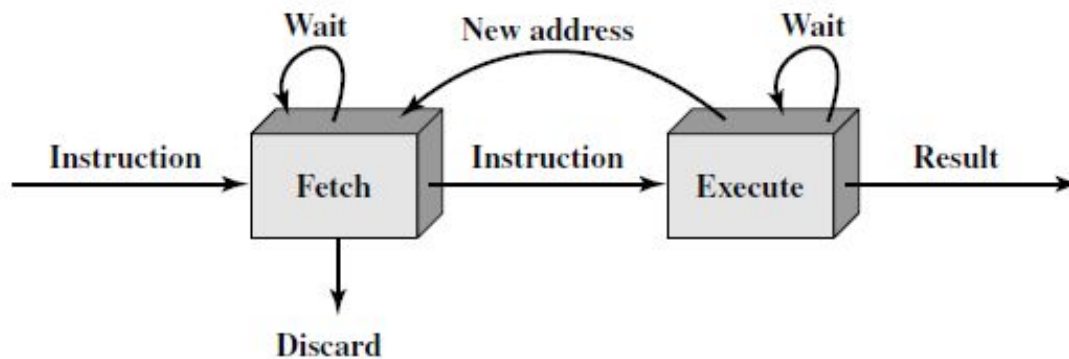 Wait
New address
Wait
Instruction
Fetch
Instruction
Execute
Result
Discard